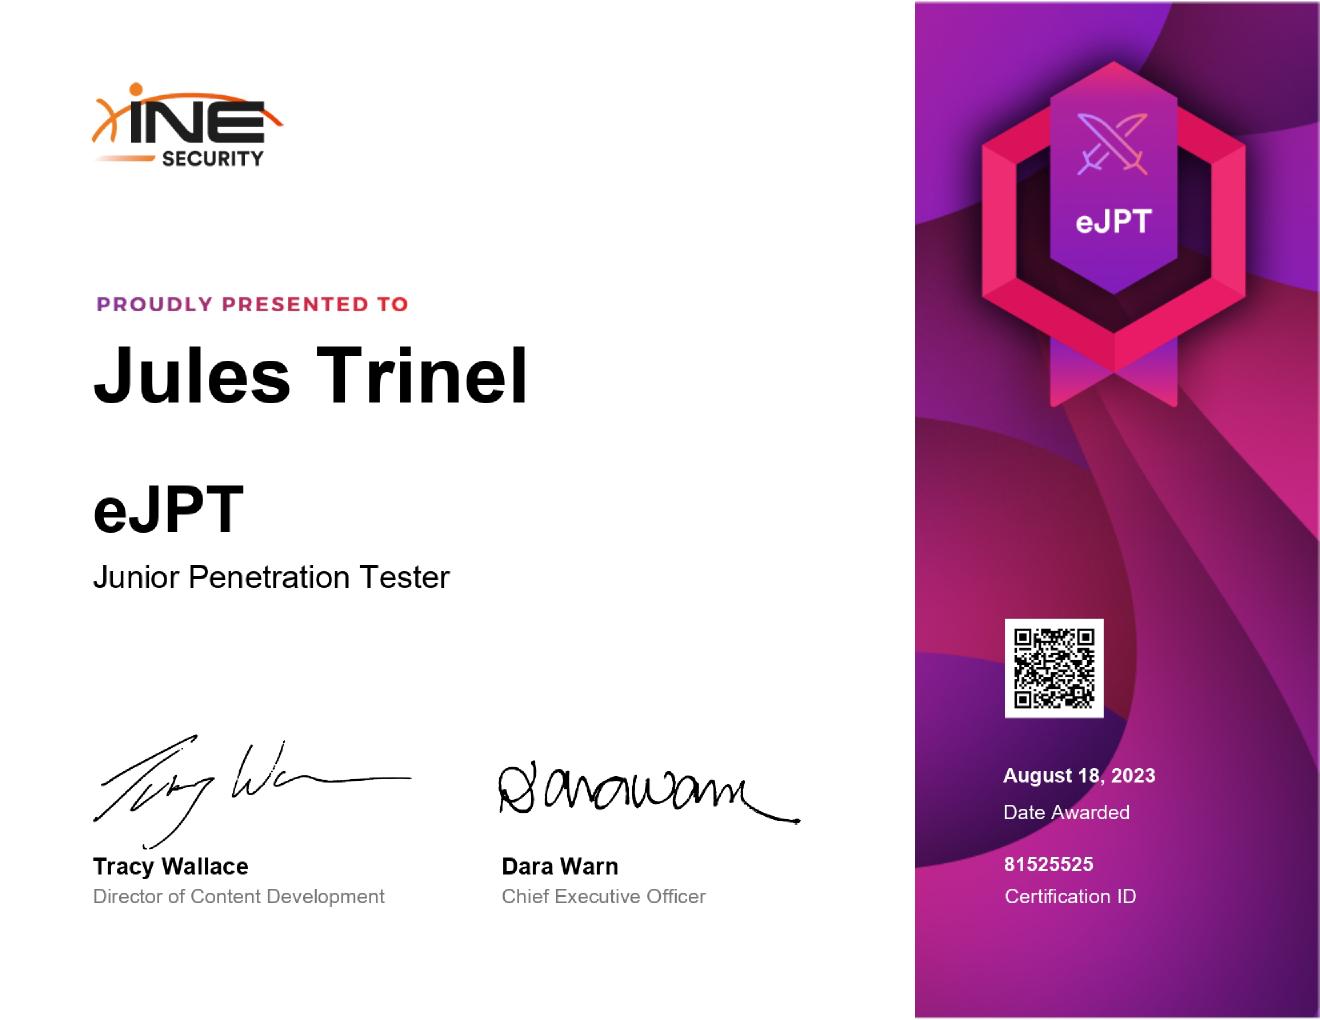 INE
SECURITY
PROUDLY PRESENTED TO
Jules Trinel
eJPT
Junior Penetration Tester
Tracy Wallace
Director of Content Development
Dara Warn
Chief Executive Officer
eJPT
August 18, 2023
Date Awarded
81525525
Certification ID